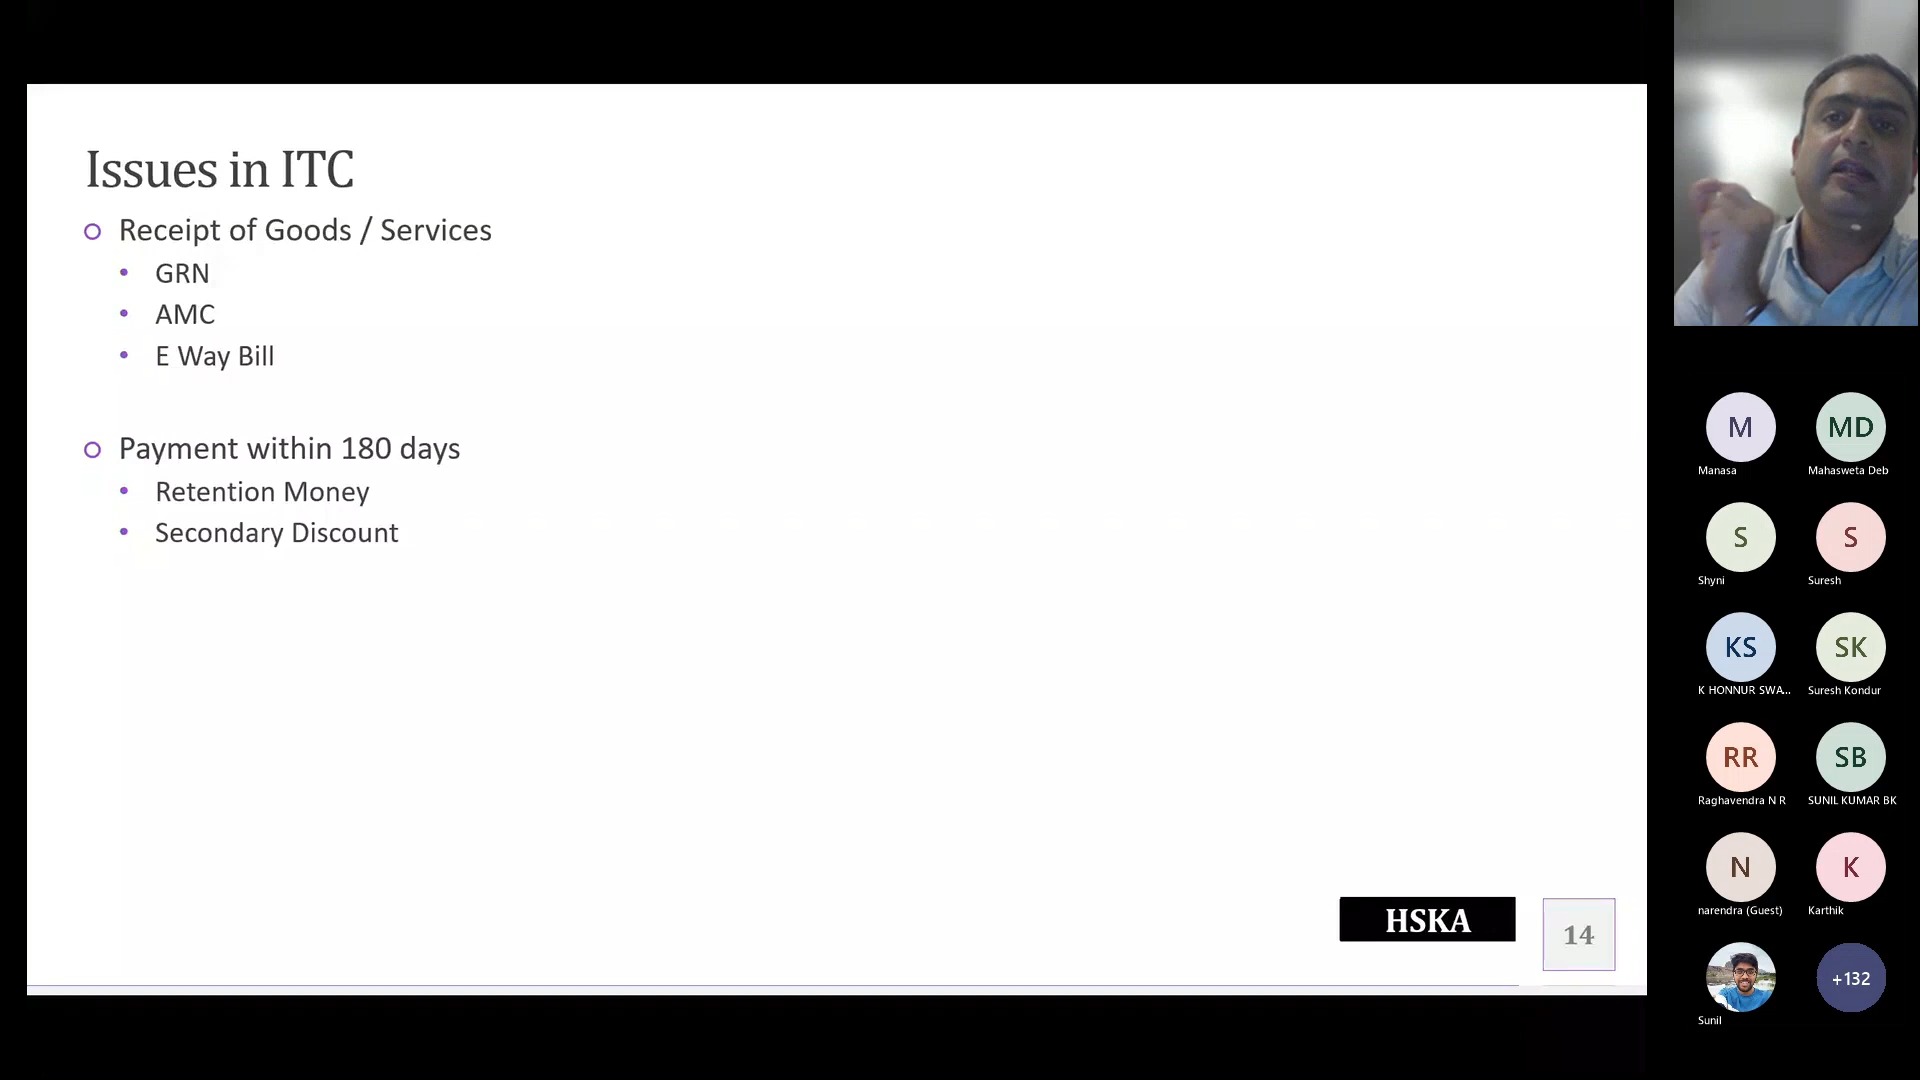 Issues in ITC
Receipt of Goods / Services
GRN
AMC
E Way Bill
Payment within 180 days
Retention Money
Secondary Discount
HSKA
14
M
MD
Manasa
Mahasweta Deb
S
S
Shyni
Suresh
KS
SK
K HONNUR SWA...
Suresh Kondur
RR
SB
Raghavendra N R
SUNIL KUMAR BK
N
K
narendra (Guest)
Karthik
+132
Sunil